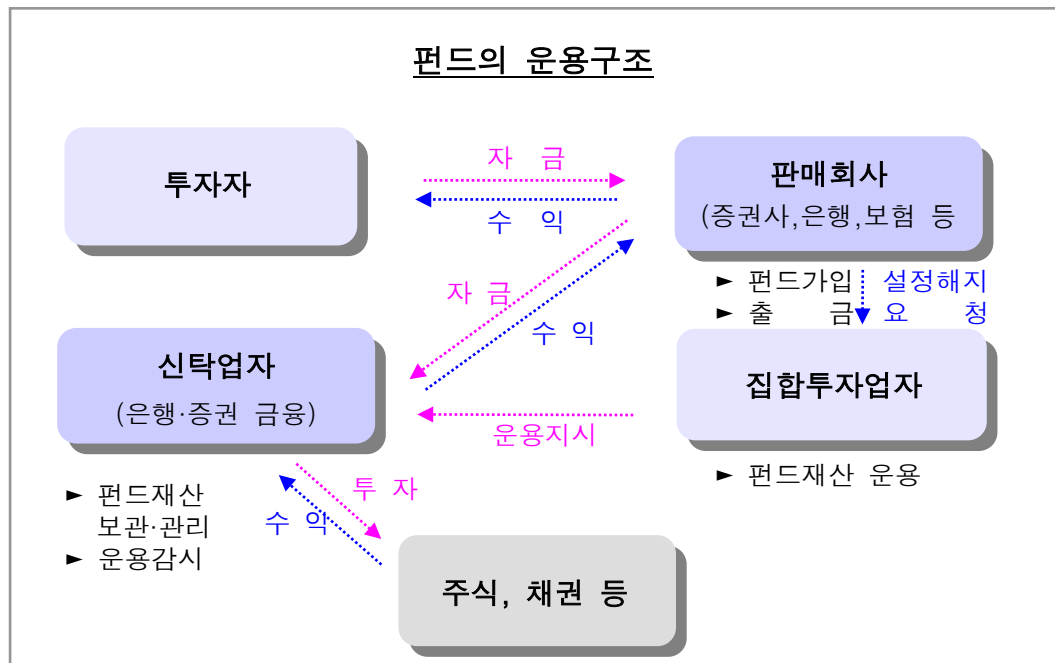 펀드의 운용구조
투자자
자 금
수 익
판매회사
(증권사,은행,보험 등
► 펀드가입
► 출 금
설정해지
요 청
자 금
수 익
신탁업자
(은행·증권 금융)
집합투자업자
운용지시
► 펀드재산 운용
► 펀드재산
보관·관리
► 운용감시
투 자
수 익
주식, 채권 등